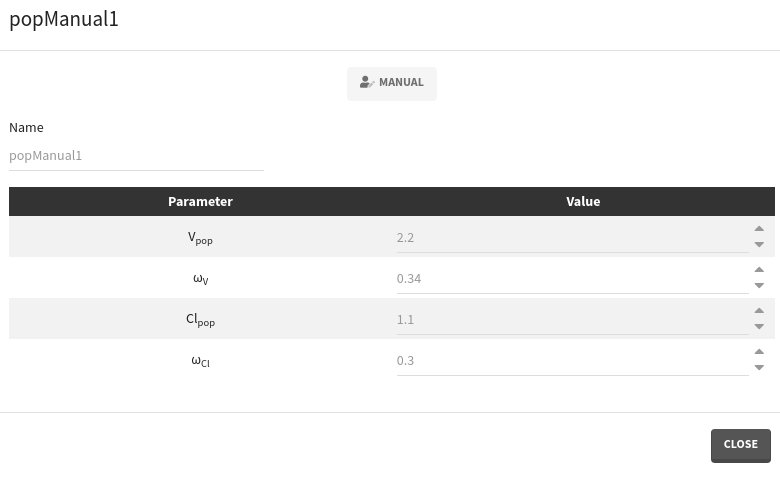 popManual1
MANUAL
Name
popManual1
Parameter Value
Vpop 2.2
ωV 0.34
Clpop 1.1
ωCl 0.3
CLOSE